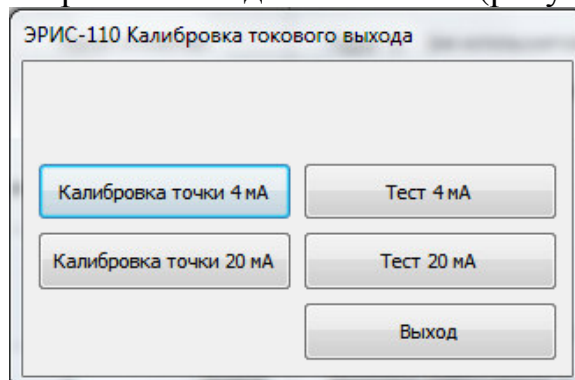 ЭРИС-110 Калибровка токового выхода
Калибровка точки 4 мА
Тест 4 мА
Калибровка точки 20 мА
Тест 20 мА
Выход